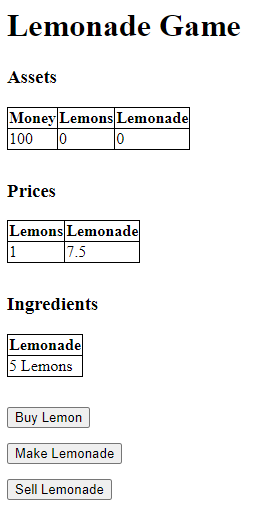 Lemonade Game
Assets
Money Lemons Lemonade
100 0 0
Prices
Lemons Lemonade
1 7.5
Ingredients
Lemonade
5 Lemons
Buy Lemon
Make Lemonade
Sell Lemonade